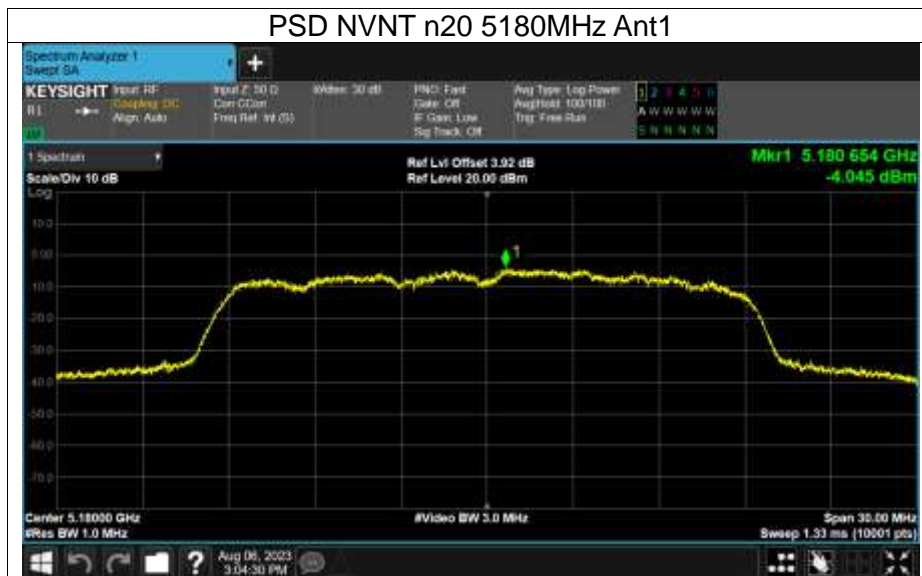 PSD NVNT n20 5180MHz Ant1
Spectrum Analyzer 1
Swept SA
+
KEYSIGHT Input: RF
Coupling: DC
Align: Auto
Input Z: 50 Ω
Corr CCorr
Freq Ref: Int (S)
#Atten: 30 dB
PNO: Fast
Gate: Off
IF Gain: Low
Sig Track: Off
Avg Type: Log-Power
Avg|Hold: 100/100
Trig: Free Run
1 2 3 4 5 6
A W W W W W
S N N N N N
1 Spectrum
Scale/Div 10 dB
Log
Ref Lvl Offset 3.92 dB
Ref Level 20.00 dBm
Mkr1 5.180 654 GHz
-4.045 dBm
10.0
0.00
-10.0
-20.0
-30.0
-40.0
-50.0
-60.0
-70.0
1
Center 5.18000 GHz
#Res BW 1.0 MHz
#Video BW 3.0 MHz
Span 30.00 MHz
Sweep 1.33 ms (10001 pts)
?
Aug 06, 2023
3:04:30 PM